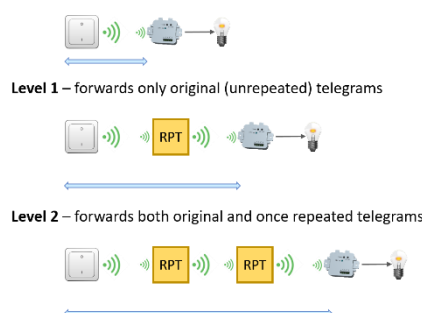 Level 1 – forwards only original (unrepeated) telegrams
RPT
Level 2 – forwards both original and once repeated telegrams
RPT RPT